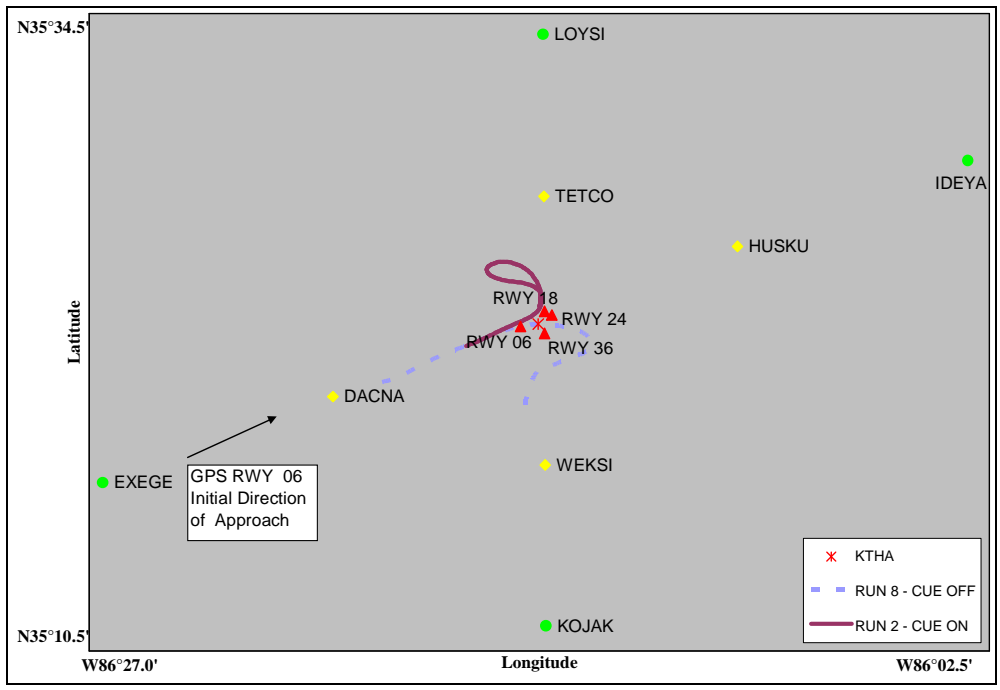 N35°34.5'
LOYSI
IDEYA
TETCO
HUSKU
RWY 18
RWY 24
RWY 06
RWY 36
Latitude
DACNA
WEKSI
EXEGE
GPS RWY 06
Initial Direction
of Approach
KTHA
RUN 8 - CUE OFF
RUN 2 - CUE ON
KOJAK
N35°10.5'
W86°27.0'
Longitude
W86°02.5'